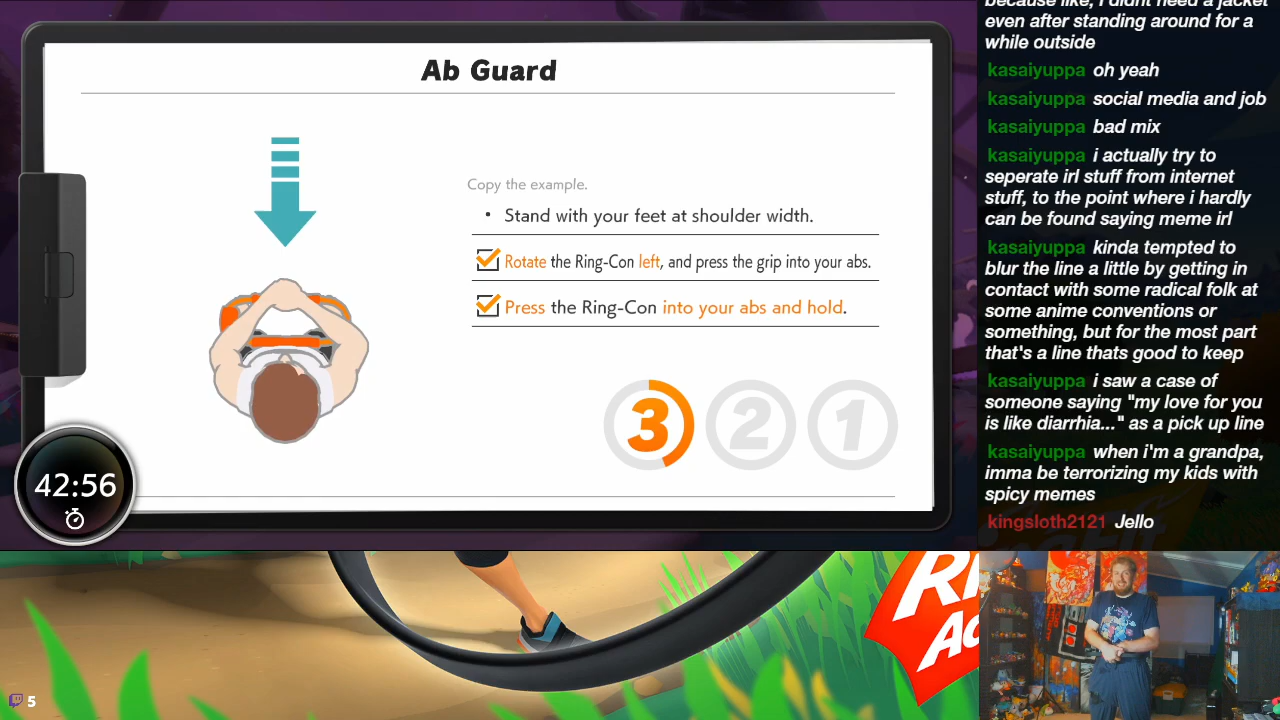 Ab Guard
Copy the example.
• Stand with your feet at shoulder width.
Rotate the Ring-Con left, and press the grip into your abs.
Press the Ring-Con into your abs and hold.
3 2 1
42:56
5
because like, i didnt need a jacket
even after standing around for a
while outside
kasaiyuppa oh yeah
kasaiyuppa social media and job
kasaiyuppa bad mix
kasaiyuppa i actually try to
seperate irl stuff from internet
stuff, to the point where i hardly
can be found saying meme irl
kasaiyuppa kinda tempted to
blur the line a little by getting in
contact with some radical folk at
some anime conventions or
something, but for the most part
that's a line thats good to keep
kasaiyuppa i saw a case of
someone saying "my love for you
is like diarrhia..." as a pick up line
kasaiyuppa when i'm a grandpa,
imma be terrorizing my kids with
spicy memes
kingsloth2121 Jello